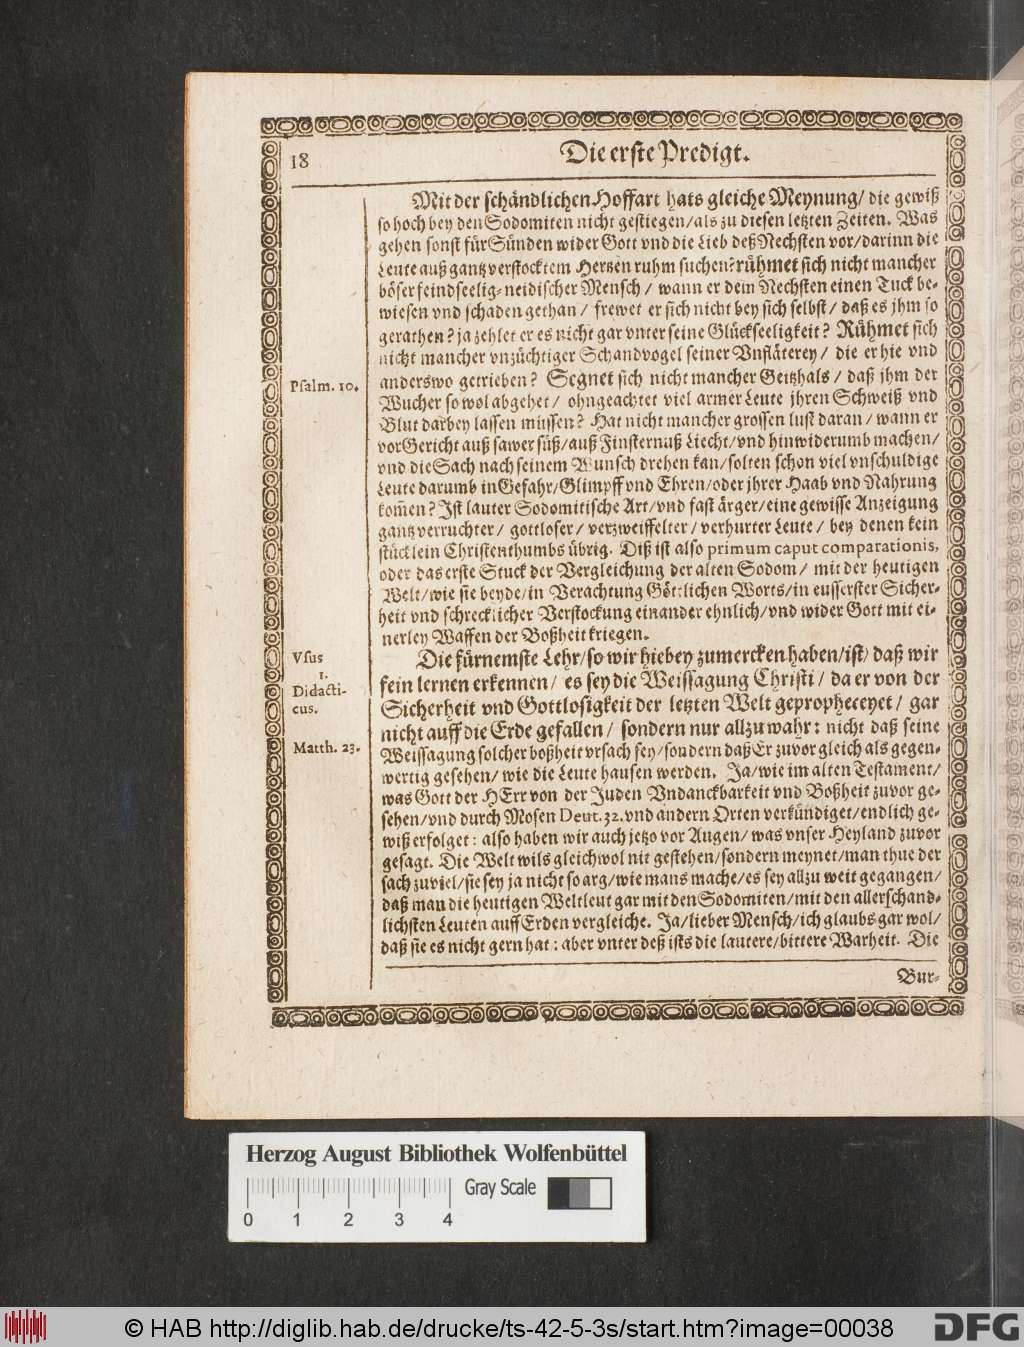 18
Die erste Predigt.
Mit der schändlichen Hoffart hats gleiche Meynung/ die gewiß
so hoch bey den Sodomiten nicht gestiegen/ als zu diesen letzten Zeiten. Was
gehen sonst für Sünden wider Gott vnd die Lieb deß Nechsten vor/ darinn die
Leute auß gantz verstocktem Hertzen ruhm suchen? rühmet sich nicht mancher
böser feindseelig-neidischer Mensch/ wann er dem Nechsten einen Tuck be-
wiesen vnd schaden gethan/ frewet er sich nicht bey sich selbst/ daß es jhm so
gerathen? ja zehlet er es nicht gar vnter seine Glückseeligkeit? Rühmet sich
nicht mancher vnzüchtiger Schandvogel seiner Vnfläterey/ die er hie vnd
Psalm. 10.
anderswo getrieben? Segnet sich nicht mancher Geitzhals/ daß jhm der
Wucher so wol abgehet/ ohngeachtet viel armer Leute jhren Schweiß vnd
Blut darbey lassen müssen? Hat nicht mancher grossen lust daran/ wann er
vor Gericht auß sawer süß/ auß Finsternuß Liecht/ vnd hinwiderumb machen/
vnd die Sach nach seinem Wunsch drehen kan/ solten schon viel vnschuldige
Leute darumb in Gefahr/ Glimpff vnd Ehren/ oder jhrer Haab vnd Nahrung
kom̃en? Ist lauter Sodomitische Art/ vnd fast ärger/ eine gewisse Anzeigung
gantz verruchter/ gottloser/ verzweiffelter/ verhurter Leute/ bey denen kein
stücklein Christenthumbs übrig. Diß ist also primum caput comparationis,
oder das erste Stuck der Vergleichung der alten Sodom/ mit der heutigen
Welt/ wie sie beyde/ in Verachtung Göttlichen Worts/ in eusserster Sicher-
heit vnd schrecklicher Verstockung einander ehnlich/ vnd wider Gott mit ei-
nerley Waffen der Boßheit kriegen.
Vsus
1.
Didacti-
cus.
Die fürnemste Lehr/ so wir hiebey zumercken haben/ ist/ daß wir
fein lernen erkennen/ es sey die Weissagung Christi/ da er von der
Sicherheit vnd Gottlosigkeit der letzten Welt gepropheceyet/ gar
nicht auff die Erde gefallen/ sondern nur allzu wahr: nicht daß seine
Matth. 23.
Weissagung solcher boßheit vrsach sey/ sondern daß Er zuvor gleich als gegen-
wertig gesehen/ wie die Leute hausen werden. Ja/ wie im alten Testament/
was Gott der HErr von der Juden Vndanckbarkeit vnd Boßheit zuvor ge-
sehen/ vnd durch Mosen Deut. 32. vnd andern Orten verkündiget/ endlich ge-
wiß erfolget: also haben wir auch jetzo vor Augen/ was vnser Heyland zuvor
gesagt. Die Welt wils gleichwol nit gestehen/ sondern meynet/ man thue der
sach zuviel/ sie sey ja nicht so arg/ wie mans mache/ es sey allzu weit gegangen/
daß man die heutigen Weltleut gar mit den Sodomiten/ mit den allerschand-
lichsten Leuten auff Erden vergleiche. Ja/ lieber Mensch/ ich glaubs gar wol/
daß sie es nicht gern hat: aber vnter deß ists die lautere/ bittere Warheit. Die
Bur-
Herzog August Bibliothek Wolfenbüttel
Gray Scale
0 1 2 3 4
© HAB http://diglib.hab.de/drucke/ts-42-5-3s/start.htm?image=00038
DFG